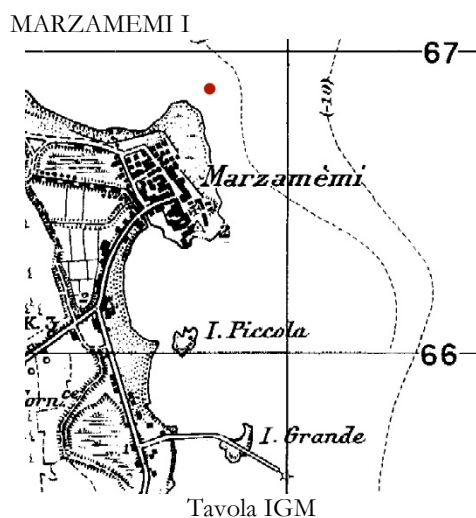 MARZAMEMI I
67
(-10)
Marzamèmi
K. 3
I. Piccola
66
I. Grande
Tavola IGM